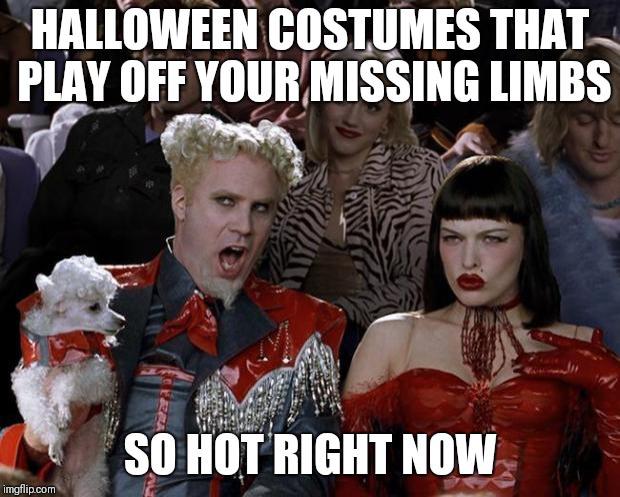 HALLOWEEN COSTUMES THAT
PLAY OFF YOUR MISSING LIMBS
SO HOT RIGHT NOW
imgflip.com